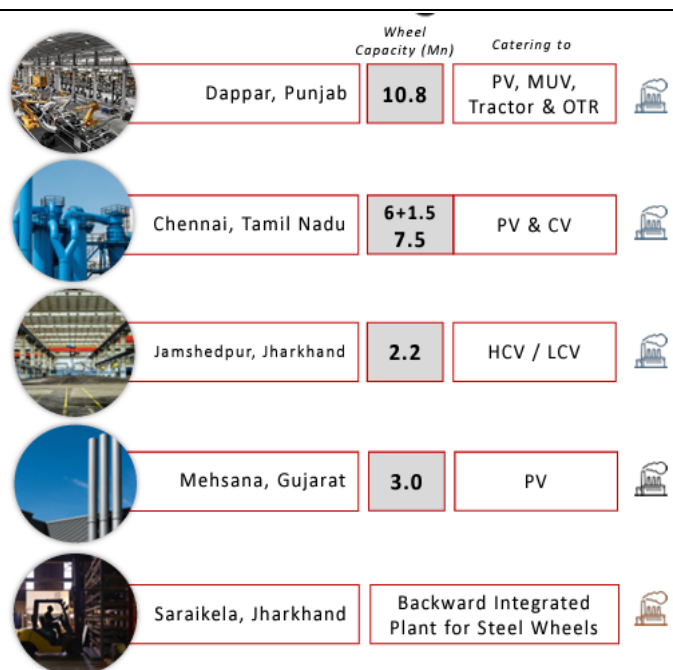 Wheel
Capacity (Mn)
Catering to
Dappar, Punjab
10.8
PV, MUV,
Tractor & OTR
Chennai, Tamil Nadu
6+1.5
7.5
PV & CV
Jamshedpur, Jharkhand
2.2
HCV / LCV
Mehsana, Gujarat
3.0
PV
Saraikela, Jharkhand
Backward Integrated
Plant for Steel Wheels